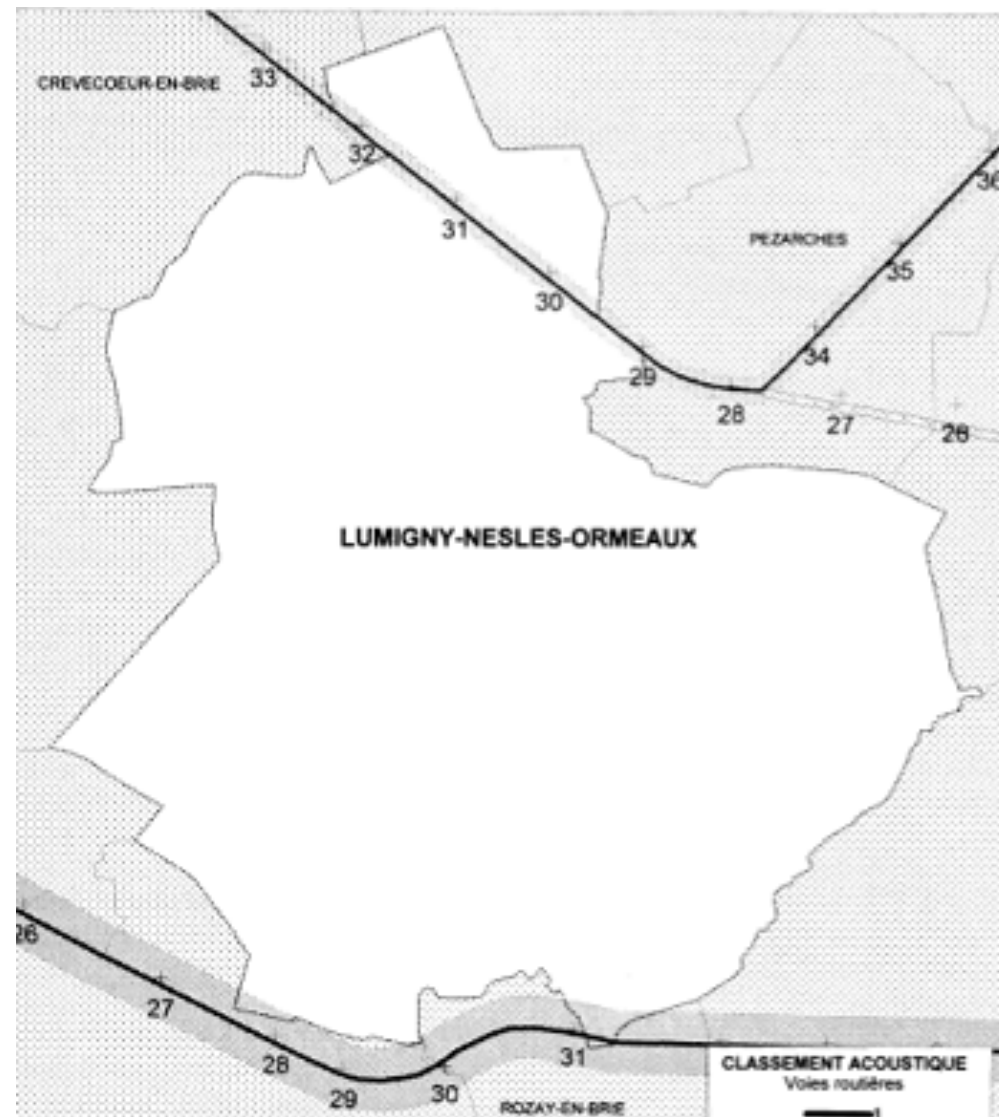 33
CREVECOEUR-EN-BRIE
32
36
31
PEZARCHES
35
30
34
29
28
27
LUMIGNY-NESLES-ORMEAUX
26
27
28
31
30
29
CLASSEMENT ACOUSTIQUE
Voies routières
ROZAY-EN-BRIE